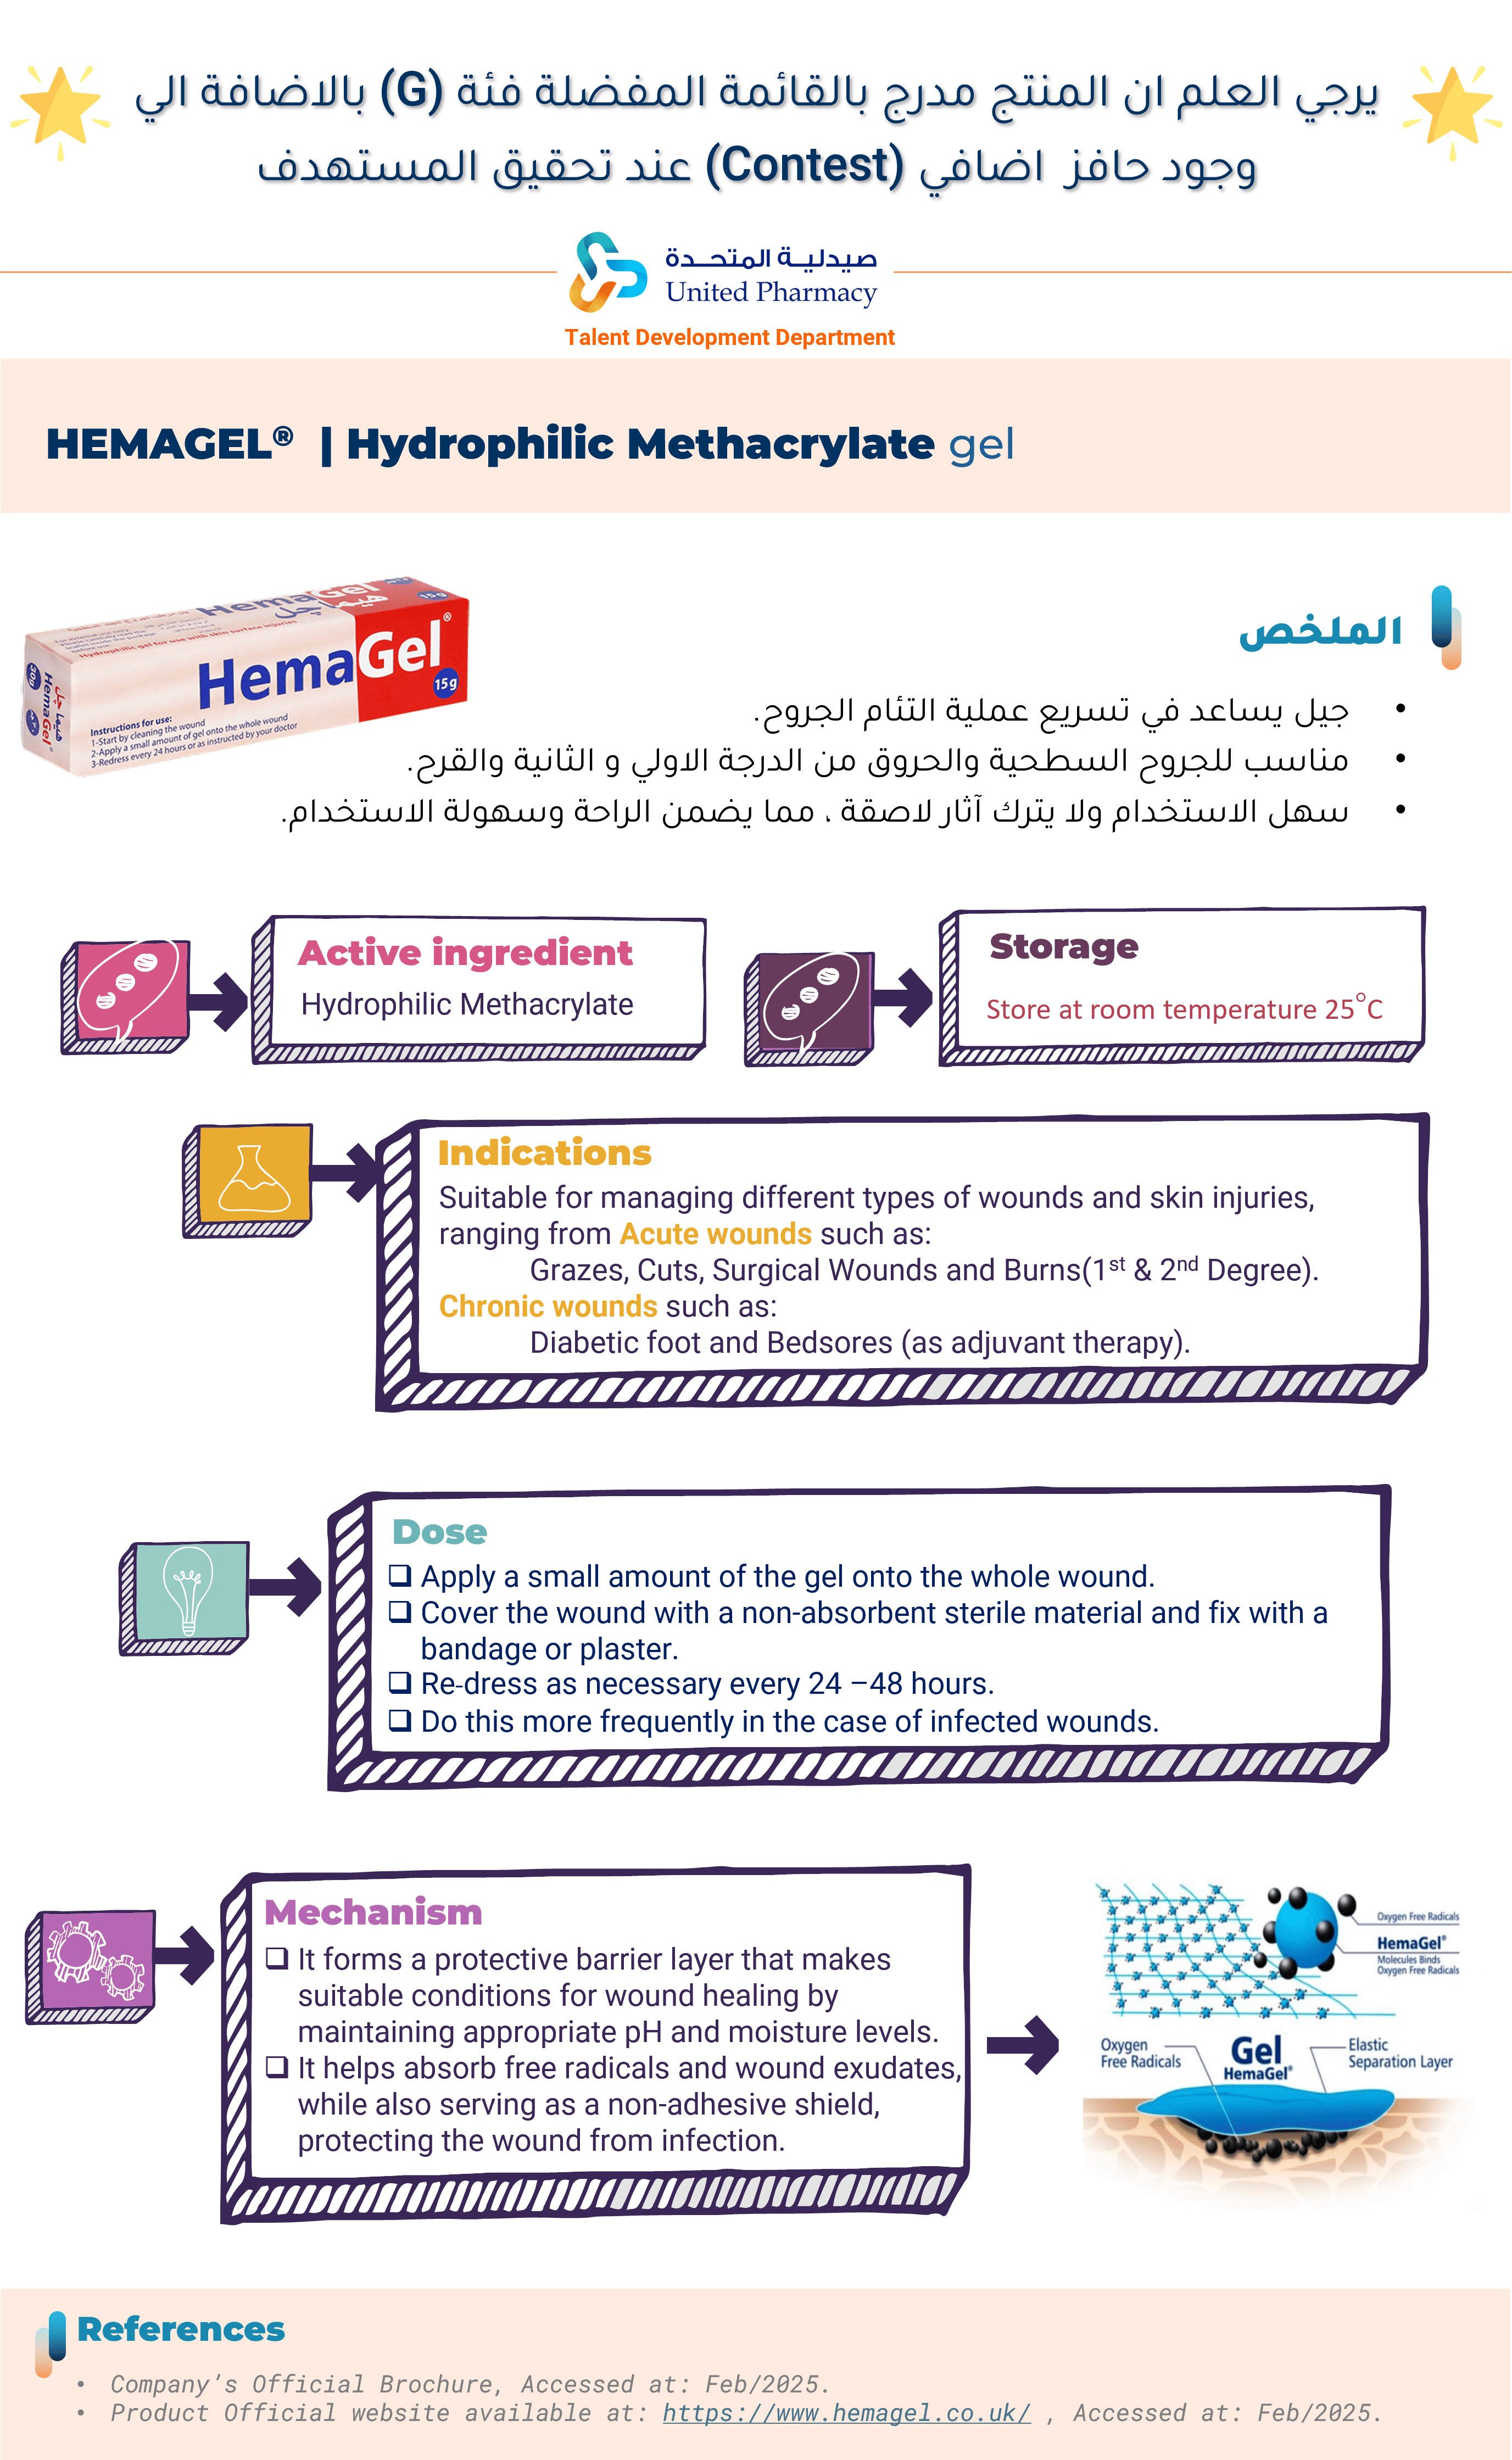 يرجي العلم ان المنتج مدرج بالقائمة المفضلة فئة (G) بالاضافة الي
وجود حافز اضافي (Contest) عند تحقيق المستهدف
صيدلية المتحدة
United Pharmacy
Talent Development Department
HEMAGEL® | Hydrophilic Methacrylate gel
HemaGel
هيما جل
15g
Hydrophilic gel for use with skin surface injuries
HemaGel®
15g
Instructions for use:
1-Start by cleaning the wound
2-Apply a small amount of gel onto the whole wound
3-Redress every 24 hours or as instructed by your doctor
هيما جل
HemaGel®
الملخص
• جيل يساعد في تسريع عملية التئام الجروح.
• مناسب للجروح السطحية والحروق من الدرجة الاولي و الثانية والقرح.
• سهل الاستخدام ولا يترك آثار لاصقة ، مما يضمن الراحة وسهولة الاستخدام.
Active ingredient
Hydrophilic Methacrylate
Storage
Store at room temperature 25°C
Indications
Suitable for managing different types of wounds and skin injuries,
ranging from Acute wounds such as:
Grazes, Cuts, Surgical Wounds and Burns(1st & 2nd Degree).
Chronic wounds such as:
Diabetic foot and Bedsores (as adjuvant therapy).
Dose
❑ Apply a small amount of the gel onto the whole wound.
❑ Cover the wound with a non-absorbent sterile material and fix with a
bandage or plaster.
❑ Re-dress as necessary every 24 –48 hours.
❑ Do this more frequently in the case of infected wounds.
Mechanism
❑ It forms a protective barrier layer that makes
suitable conditions for wound healing by
maintaining appropriate pH and moisture levels.
❑ It helps absorb free radicals and wound exudates,
while also serving as a non-adhesive shield,
protecting the wound from infection.
Oxygen Free Radicals
HemaGel®
Molecules Binds
Oxygen Free Radicals
Oxygen
Free Radicals
Gel
HemaGel®
Elastic
Separation Layer
References
• Company’s Official Brochure, Accessed at: Feb/2025.
• Product Official website available at: https://www.hemagel.co.uk/ , Accessed at: Feb/2025.